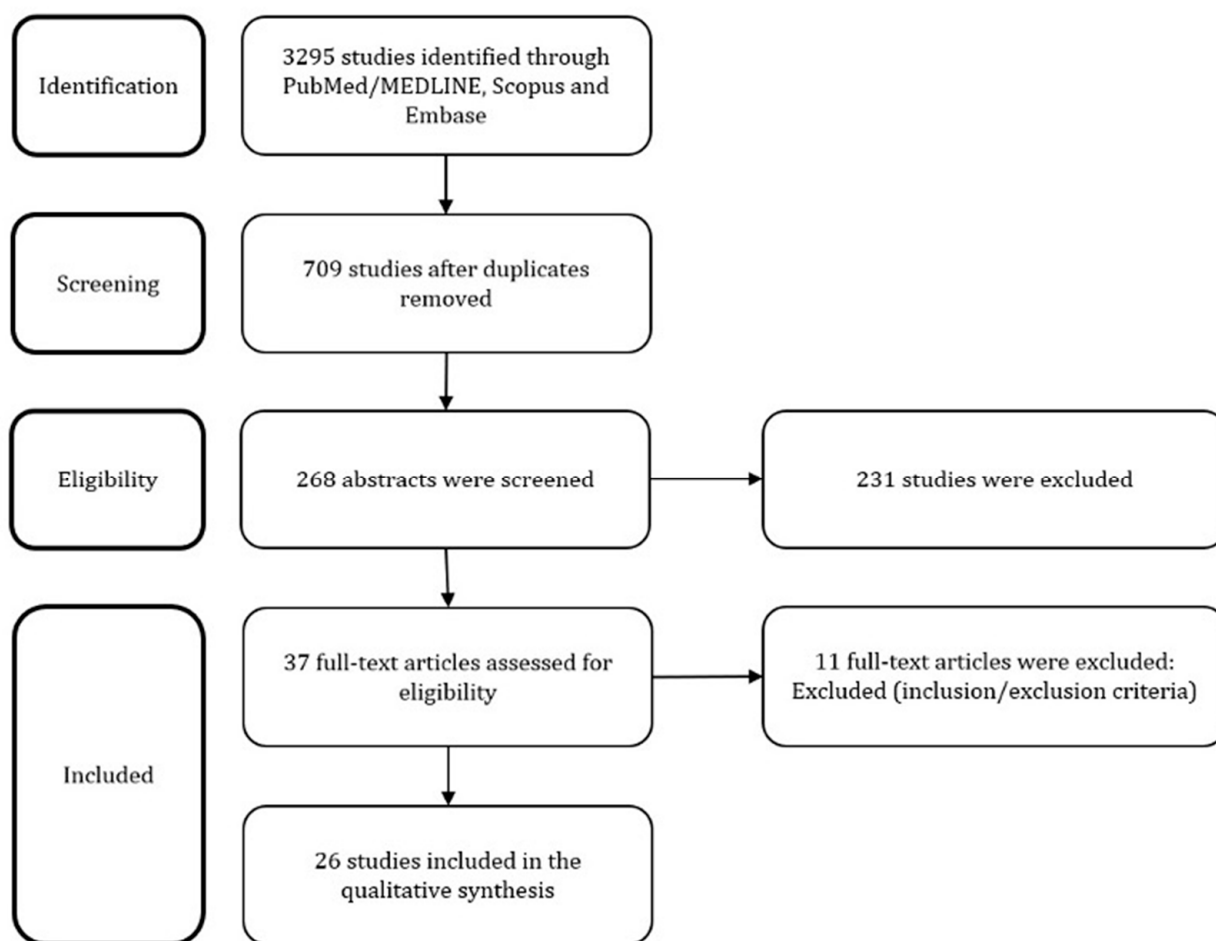 Identification
3295 studies identified through
PubMed/MEDLINE, Scopus and
Embase
Screening
709 studies after duplicates
removed
Eligibility
268 abstracts were screened
231 studies were excluded
Included
37 full-text articles assessed for
eligibility
11 full-text articles were excluded:
Excluded (inclusion/exclusion criteria)
26 studies included in the
qualitative synthesis